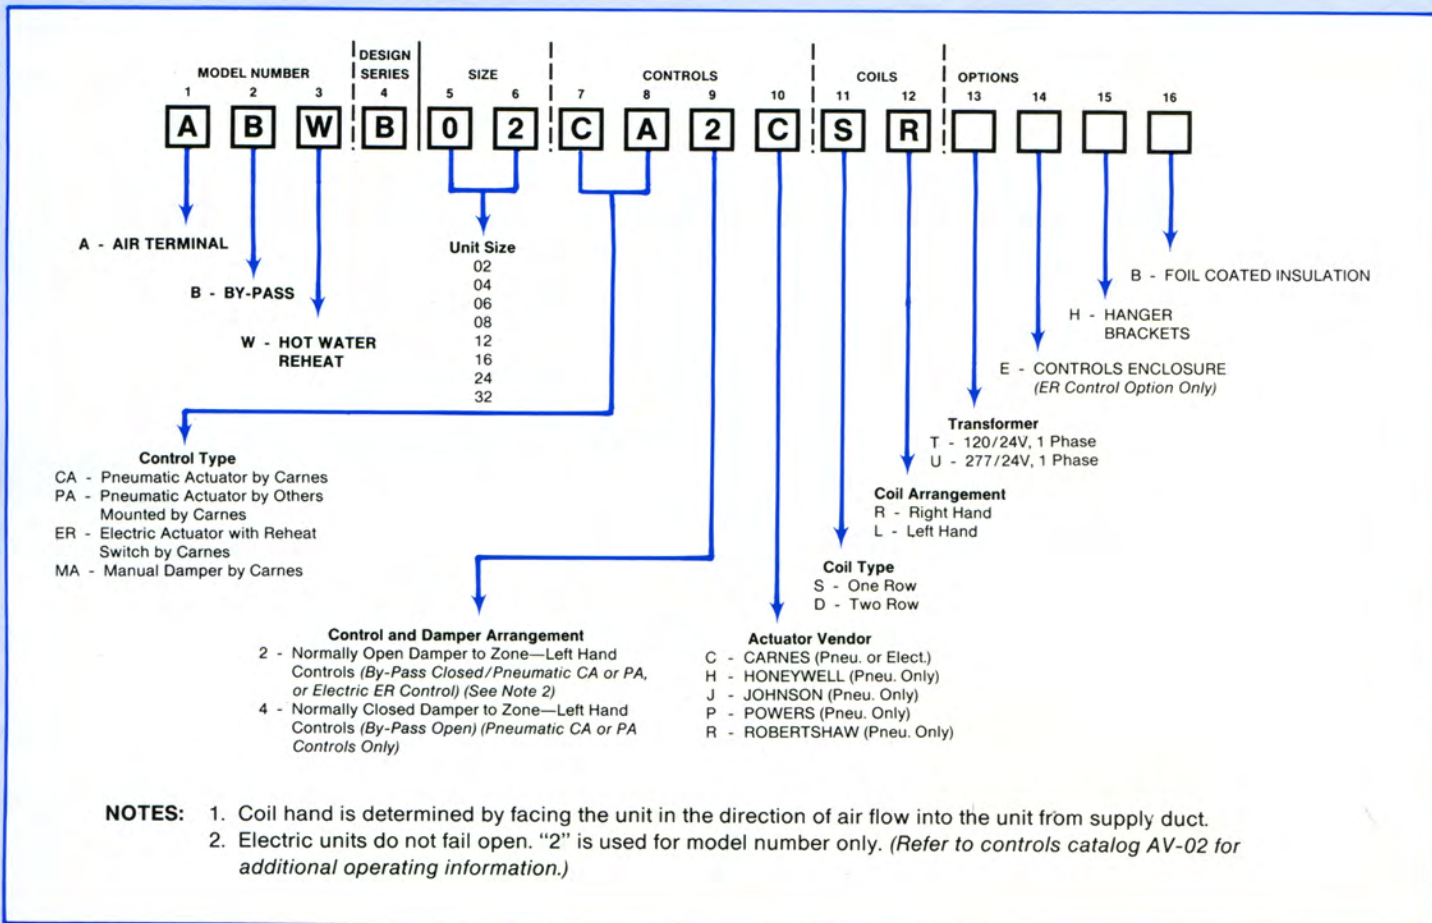 DESIGN
MODEL NUMBER SERIES SIZE CONTROLS COILS OPTIONS
1 2 3 4 5 6 7 8 9 10 11 12 13 14 15 16
A B W B 0 2 C A 2 C S R
A - AIR TERMINAL
B - BY-PASS
W - HOT WATER
REHEAT
Unit Size
02
04
06
08
12
16
24
32
B - FOIL COATED INSULATION
H - HANGER
BRACKETS
E - CONTROLS ENCLOSURE
(ER Control Option Only)
Transformer
T - 120/24V, 1 Phase
U - 277/24V, 1 Phase
Coil Arrangement
R - Right Hand
L - Left Hand
Coil Type
S - One Row
D - Two Row
Control Type
CA - Pneumatic Actuator by Carnes
PA - Pneumatic Actuator by Others
Mounted by Carnes
ER - Electric Actuator with Reheat
Switch by Carnes
MA - Manual Damper by Carnes
Control and Damper Arrangement
2 - Normally Open Damper to Zone—Left Hand
Controls (By-Pass Closed/Pneumatic CA or PA,
or Electric ER Control) (See Note 2)
4 - Normally Closed Damper to Zone—Left Hand
Controls (By-Pass Open) (Pneumatic CA or PA
Controls Only)
Actuator Vendor
C - CARNES (Pneu. or Elect.)
H - HONEYWELL (Pneu. Only)
J - JOHNSON (Pneu. Only)
P - POWERS (Pneu. Only)
R - ROBERTSHAW (Pneu. Only)
NOTES: 1. Coil hand is determined by facing the unit in the direction of air flow into the unit from supply duct.
2. Electric units do not fail open. “2” is used for model number only. (Refer to controls catalog AV-02 for
additional operating information.)